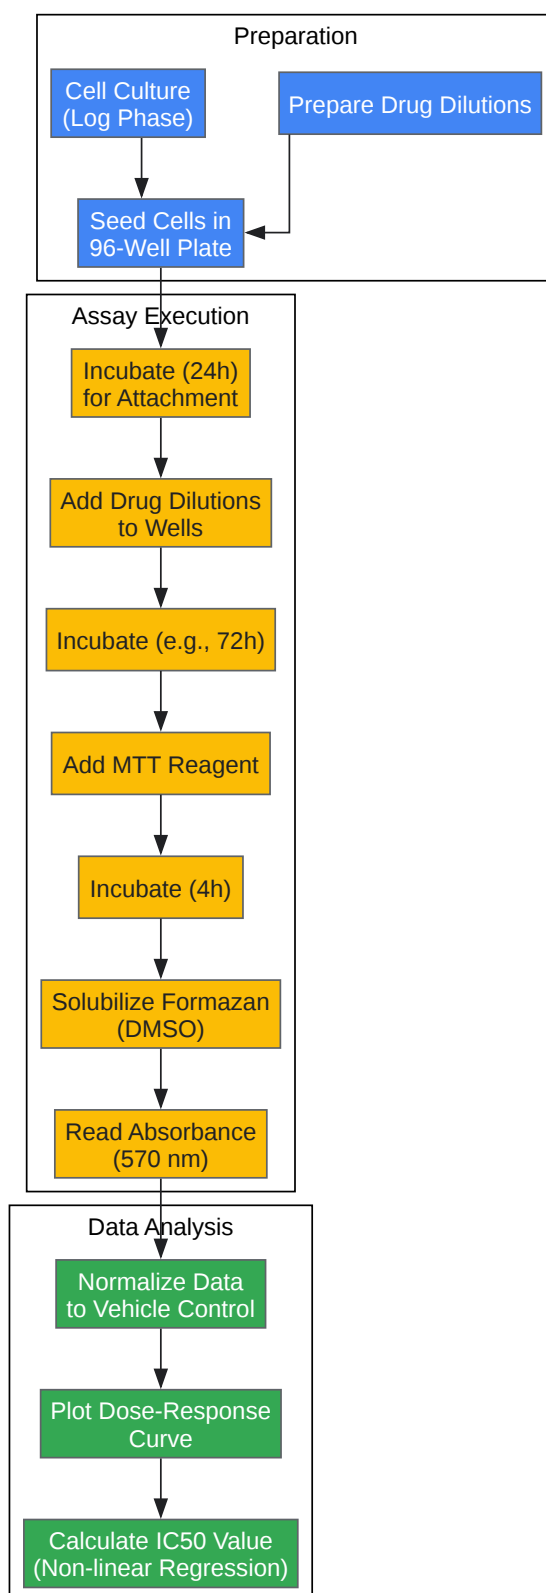 Preparation
Cell Culture
(Log Phase)
Prepare Drug Dilutions
Seed Cells in
96-Well Plate
Assay Execution
Incubate (24h)
for Attachment
Add Drug Dilutions
to Wells
Incubate (e.g., 72h)
Add MTT Reagent
Incubate (4h)
Solubilize Formazan
(DMSO)
Read Absorbance
(570 nm)
Data Analysis
Normalize Data
to Vehicle Control
Plot Dose-Response
Curve
Calculate IC50 Value
(Non-linear Regression)